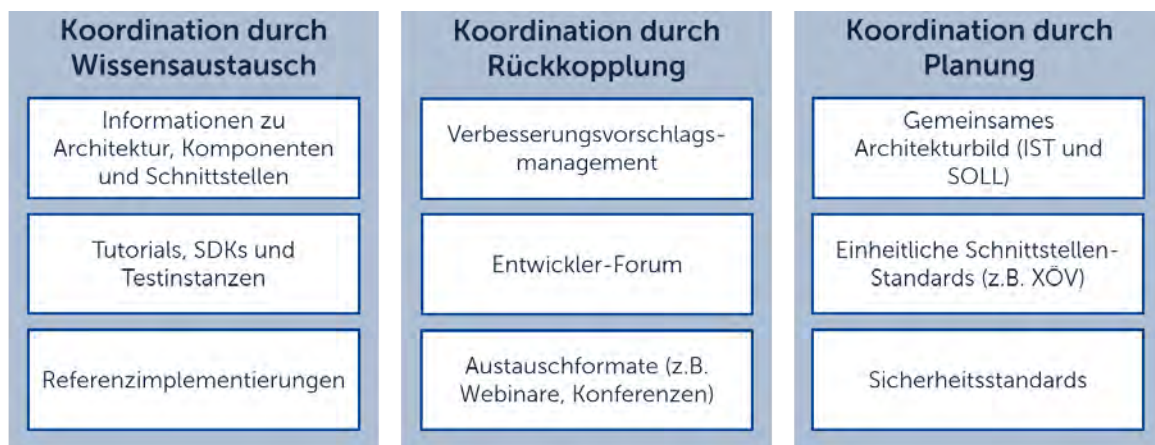 Koordination durch
Wissensaustausch
Informationen zu
Architektur, Komponenten
und Schnittstellen
Tutorials, SDKs und
Testinstanzen
Referenzimplementierungen
Koordination durch
Rückkopplung
Verbesserungsvorschlags-
management
Entwickler-Forum
Austauschformate (z.B.
Webinare, Konferenzen)
Koordination durch
Planung
Gemeinsames
Architekturbild (IST und
SOLL)
Einheitliche Schnittstellen-
Standards (z.B. XÖV)
Sicherheitsstandards